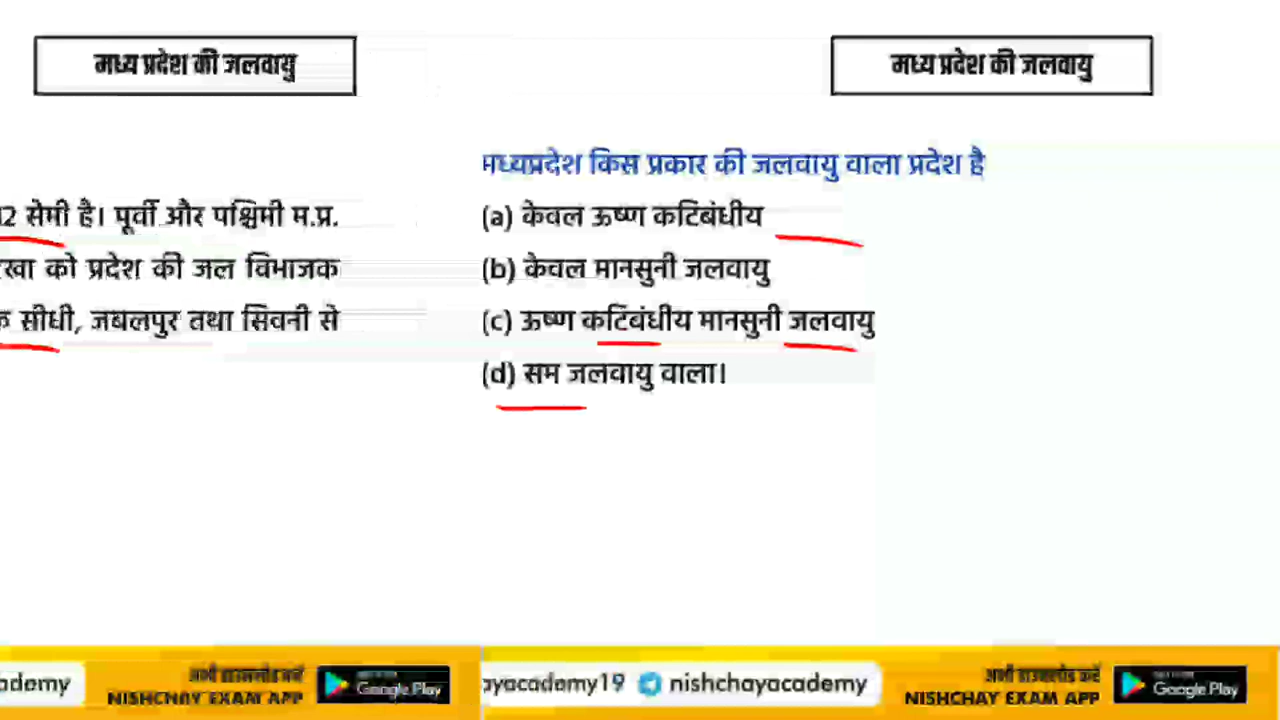 मध्य प्रदेश की जलवायु
सेमी है। पूर्वी और पश्चिमी म.प्र.
को प्रदेश की जल विभाजक
सीधी, जबलपुर तथा सिवनी से
मध्य प्रदेश की जलवायु
मध्यप्रदेश किस प्रकार की जलवायु वाला प्रदेश है
(a) केवल ऊष्ण कटिबंधीय
(b) केवल मानसुनी जलवायु
(c) ऊष्ण कटिबंधीय मानसुनी जलवायु
(d) सम जलवायु वाला।
ademy
NISHCHAY EXAM APP
Google Play
ayacademy19 nishchayacademy
NISHCHAY EXAM APP
Google Play